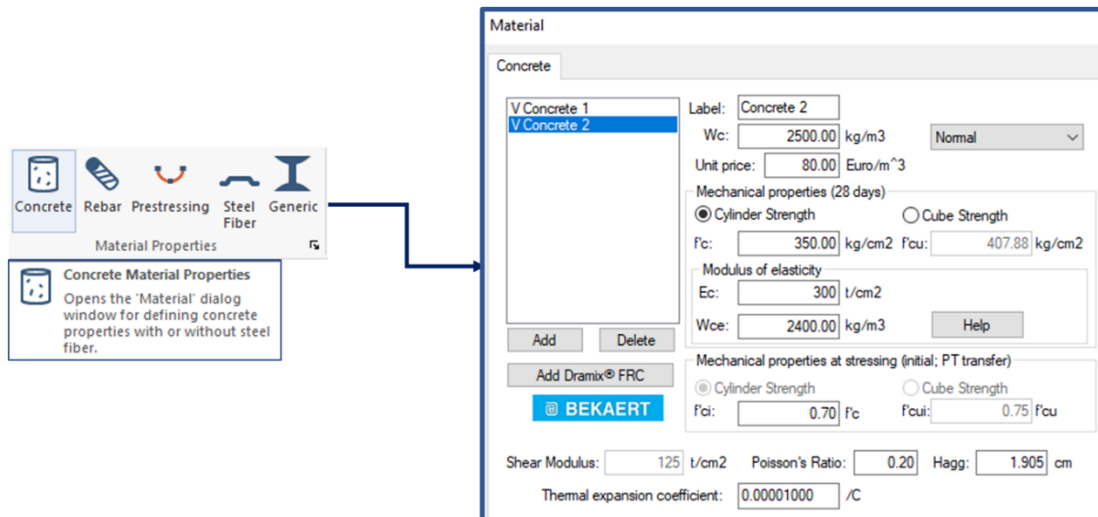 Concrete Rebar Prestressing Steel Fiber Generic
Material Properties
Concrete Material Properties
Opens the 'Material' dialog
window for defining concrete
properties with or without steel
fiber.
Material
Concrete
V Concrete 1
V Concrete 2
Add Delete
Add Dramix® FRC
BEKAERT
Label: Concrete 2
Wc: 2500.00 kg/m3 Normal
Unit price: 80.00 Euro/m^3
Mechanical properties (28 days)
Cylinder Strength Cube Strength
f'c: 350.00 kg/cm2 f'cu: 407.88 kg/cm2
Modulus of elasticity
Ec: 300 t/cm2
Wce: 2400.00 kg/m3 Help
Mechanical properties at stressing (initial; PT transfer)
Cylinder Strength Cube Strength
f'ci: 0.70 f'c f'cui: 0.75 f'cu
Shear Modulus: 125 t/cm2 Poisson's Ratio: 0.20 Hagg: 1.905 cm
Thermal expansion coefficient: 0.00001000 /C